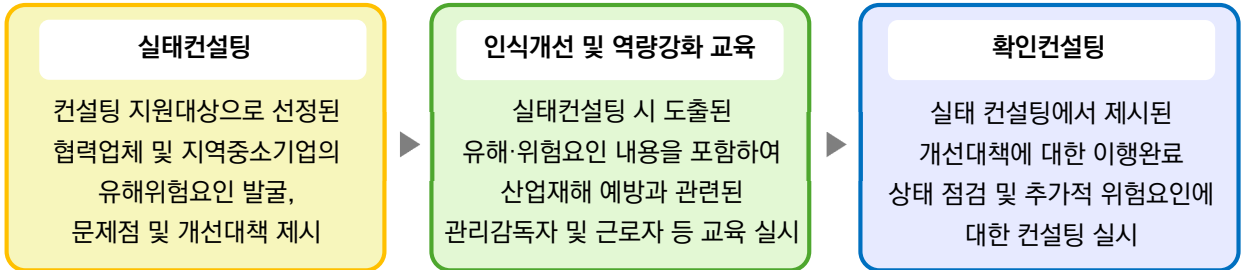 실태컨설팅
컨설팅 지원대상으로 선정된
협력업체 및 지역중소기업의
유해위험요인 발굴,
문제점 및 개선대책 제시
인식개선 및 역량강화 교육
실태컨설팅 시 도출된
유해·위험요인 내용을 포함하여
산업재해 예방과 관련된
관리감독자 및 근로자 등 교육 실시
확인컨설팅
실태 컨설팅에서 제시된
개선대책에 대한 이행완료
상태 점검 및 추가적 위험요인에
대한 컨설팅 실시